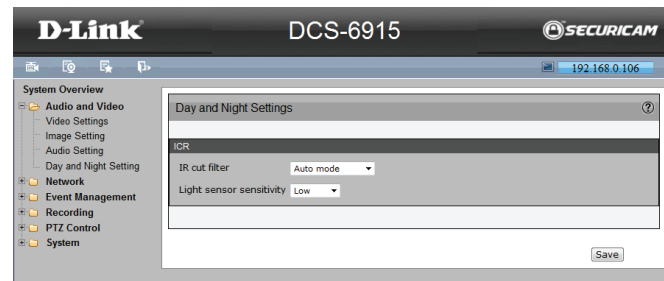 D-Link DCS-6915 SECURICAM
192.168.0.106
System Overview
Audio and Video
Video Settings
Image Setting
Audio Setting
Day and Night Setting
Network
Event Management
Recording
PTZ Control
System
Day and Night Settings ?
ICR
IR cut filter Auto mode
Light sensor sensitivity Low
Save